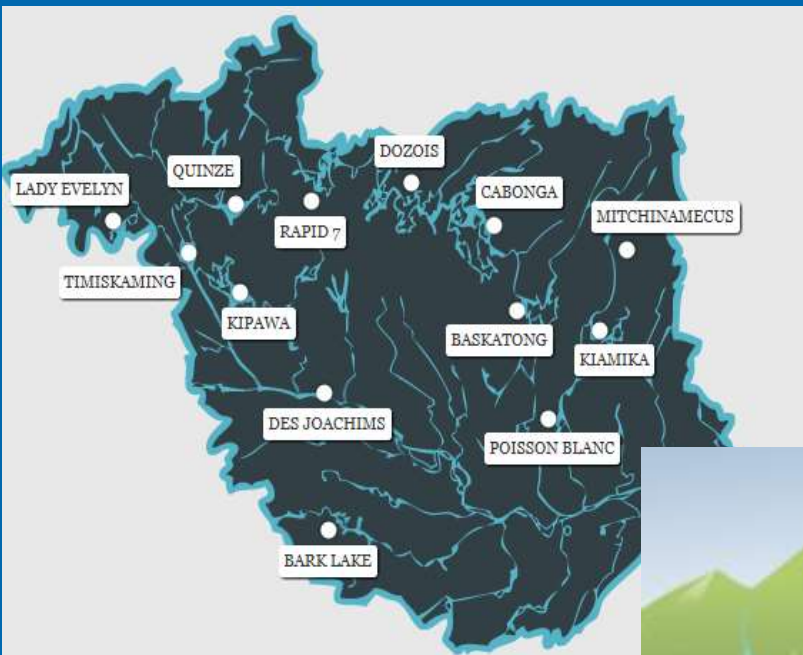 DOZOIS
QUINZE
LADY EVELYN
CABONGA
MITCHINAMECUS
RAPID 7
TIMISKAMING
KIPAWA
BASKATONG
KIAMIKA
DES JOACHIMS
POISSON BLANC
BARK LAKE